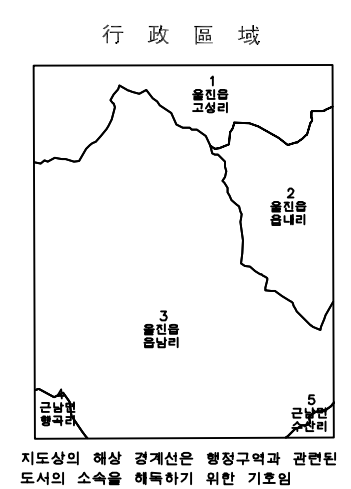 行政區域
1
울진읍
고성리
2
울진읍
읍내리
3
울진읍
읍남리
4
근남면
행곡리
5
근남면
수산리
지도상의 해상 경계선은 행정구역과 관련된
도서의 소속을 해독하기 위한 기호임